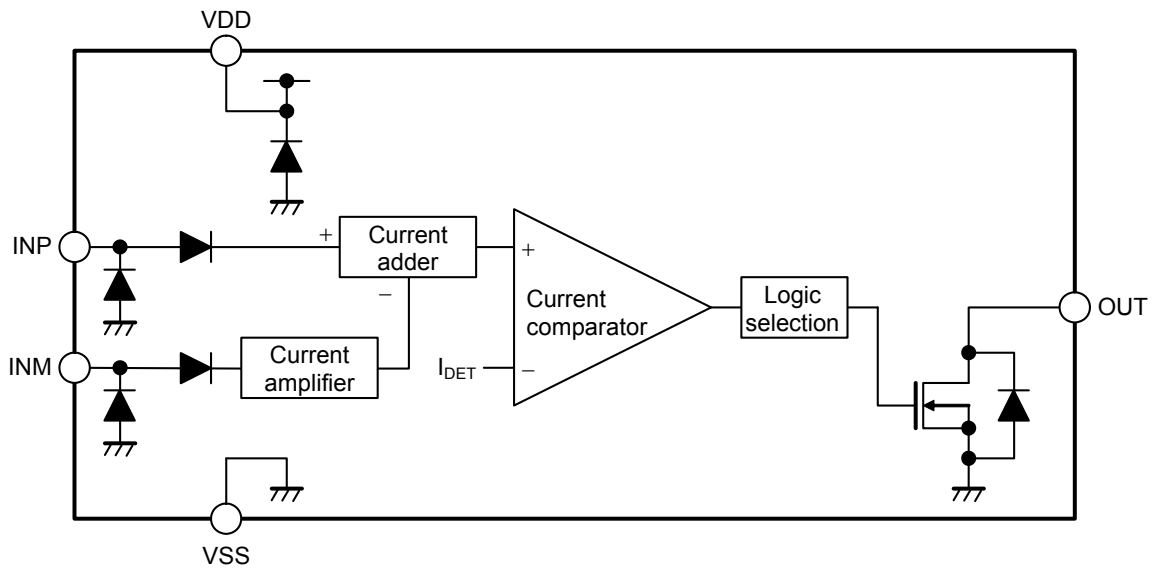 VDD
INP
+
Current
adder
−
+
Current
comparator
Logic
selection
OUT
INM
Current
amplifier
IDET
−
VSS